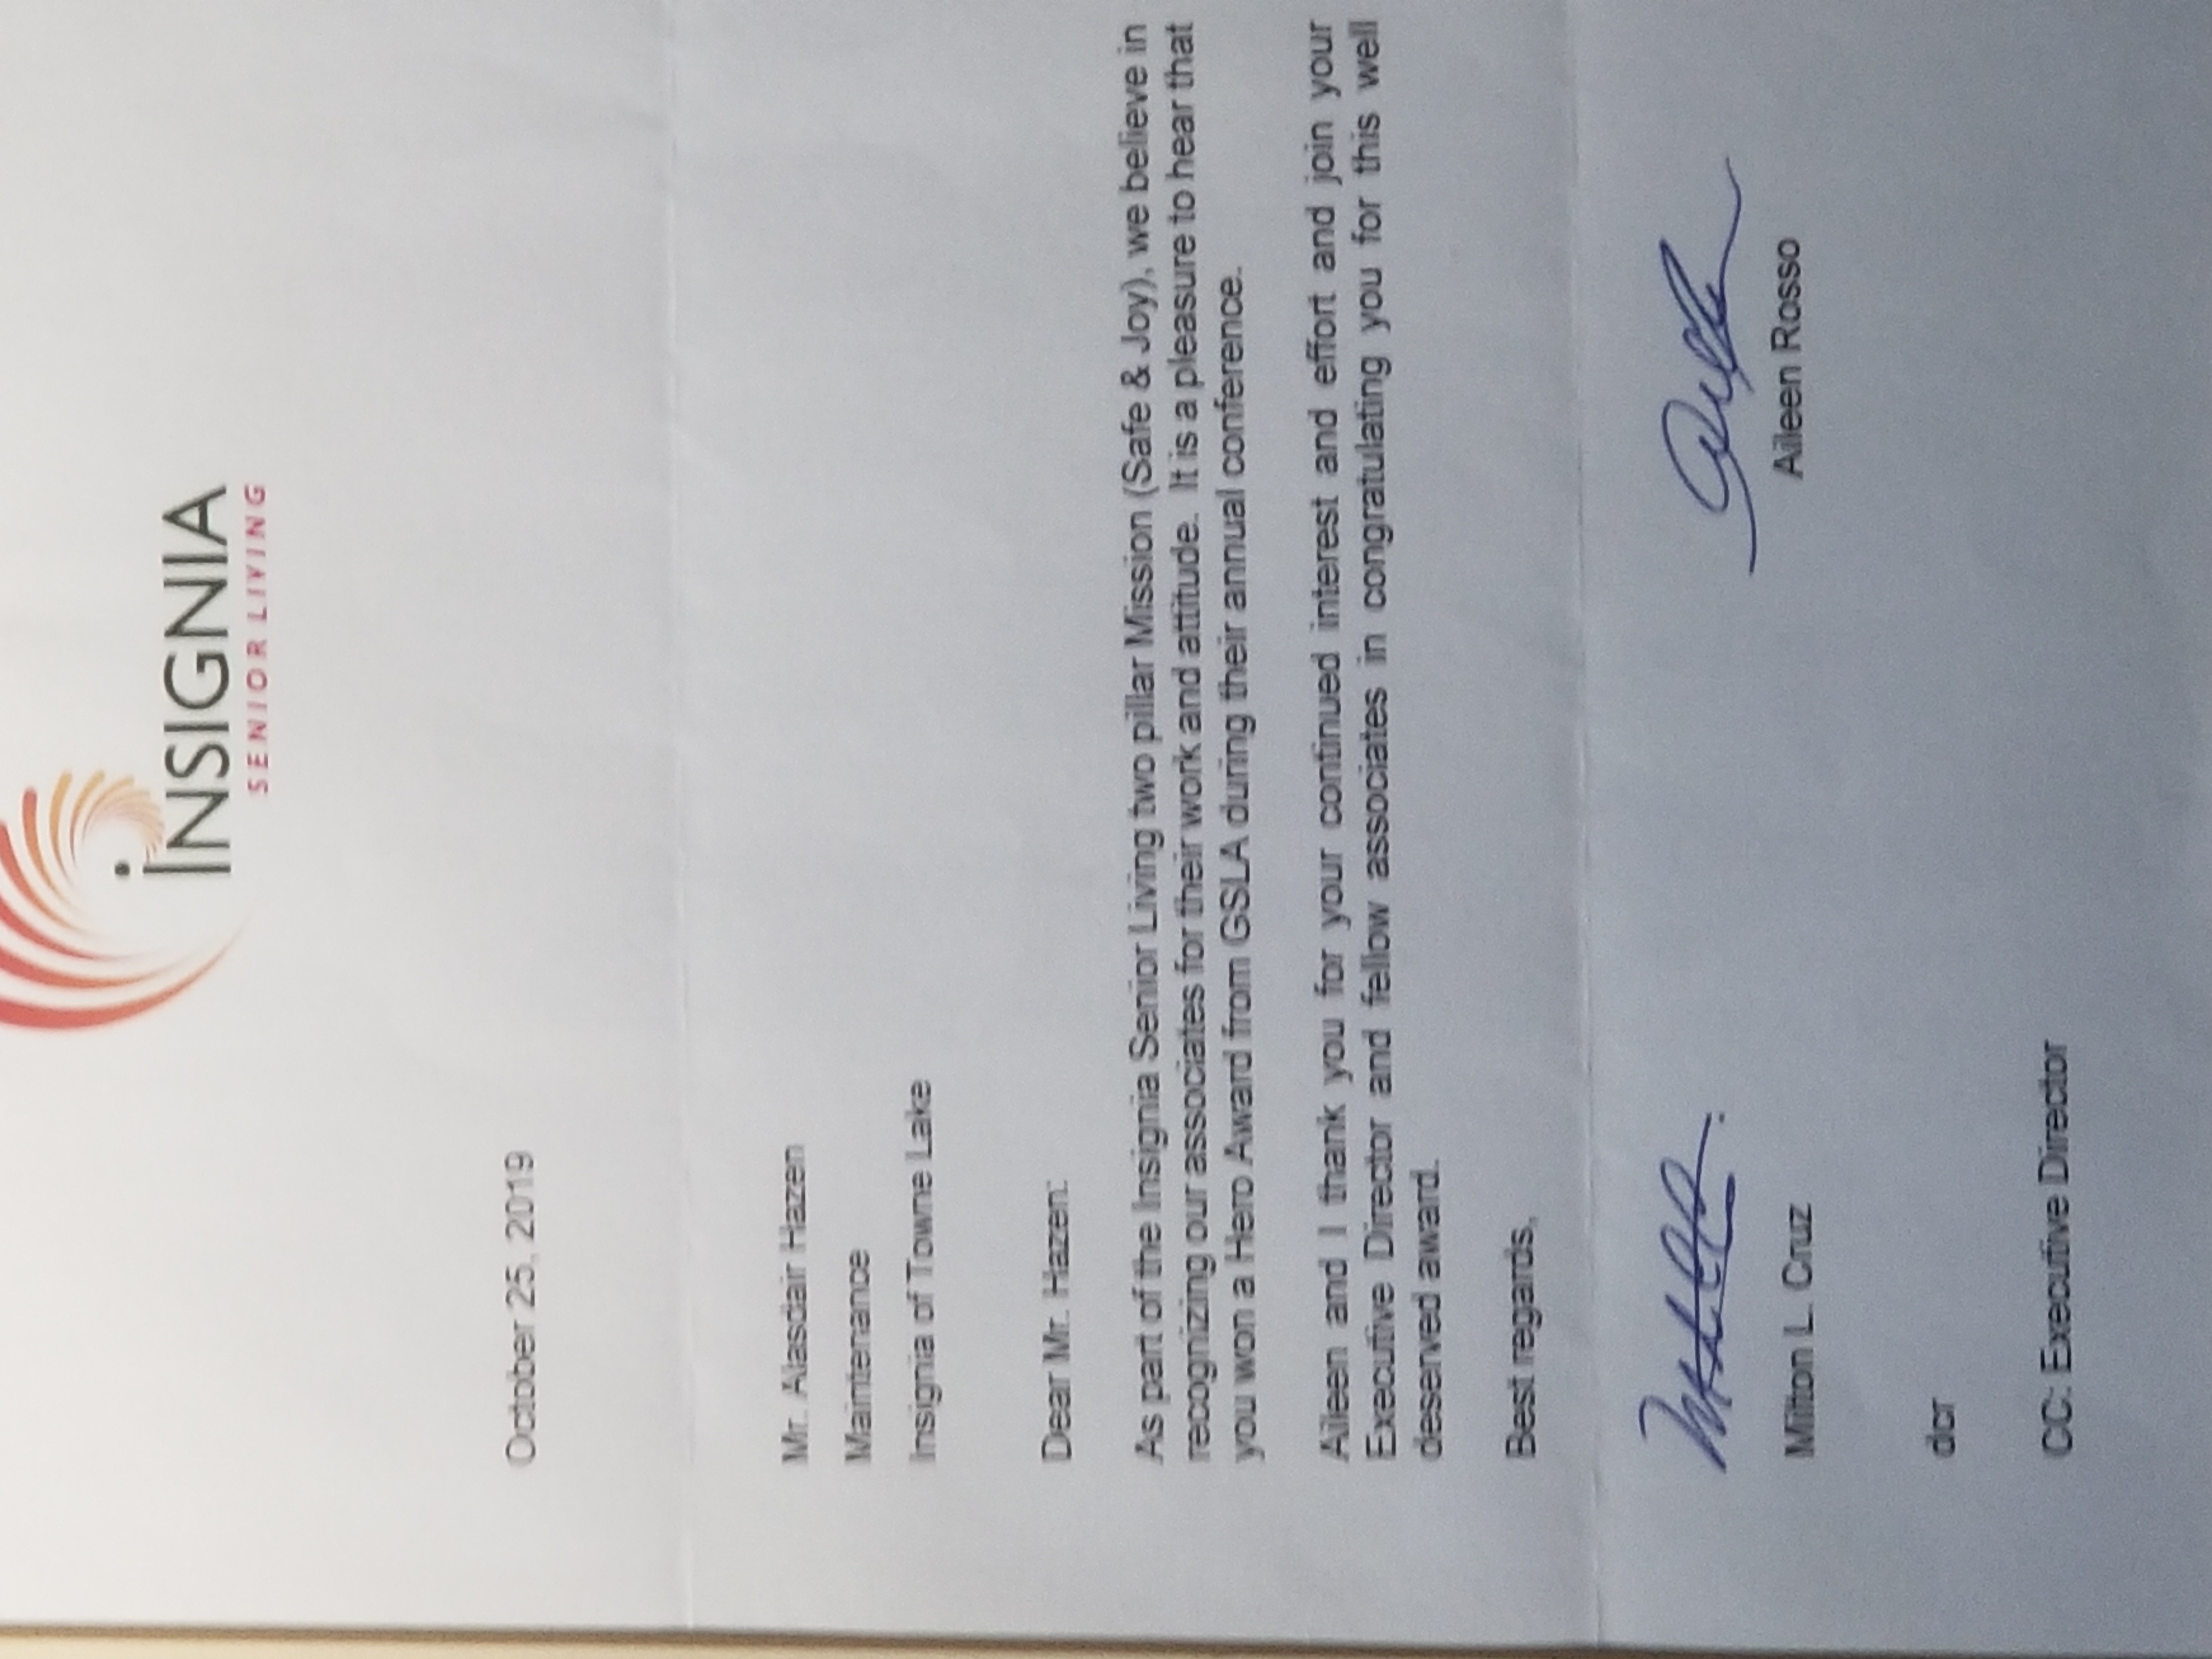 INSIGNIA
SENIOR LIVING
October 25, 2019
Mr. Alasdair Hazen
Maintenance
Insignia of Towne Lake
Dear Mr. Hazen:
As part of the Insignia Senior Living two pillar Mission (Safe & Joy), we believe in
recognizing our associates for their work and attitude. It is a pleasure to hear that
you won a Hero Award from GSLA during their annual conference.
Aileen and I thank you for your continued interest and effort and join your
Executive Director and fellow associates in congratulating you for this well
deserved award.
Best regards,
Milton L. Cruz
Aileen Rosso
dcr
CC: Executive Director